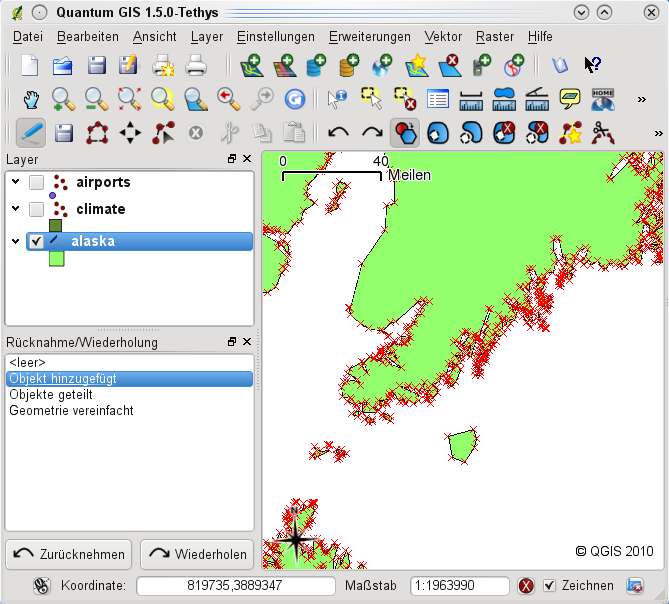 Quantum GIS 1.5.0-Tethys
Datei Bearbeiten Ansicht Layer Einstellungen Erweiterungen Vektor Raster Hilfe
HOME
Layer
airports
climate
alaska
Rücknahme/Wiederholung
<leer>
Objekt hinzugefügt
Objekte geteilt
Geometrie vereinfacht
Zurücknehmen Wiederholen
0 40
Meilen
N
© QGIS 2010
Koordinate: 819735,3889347 Maßstab 1:1963990 Zeichnen